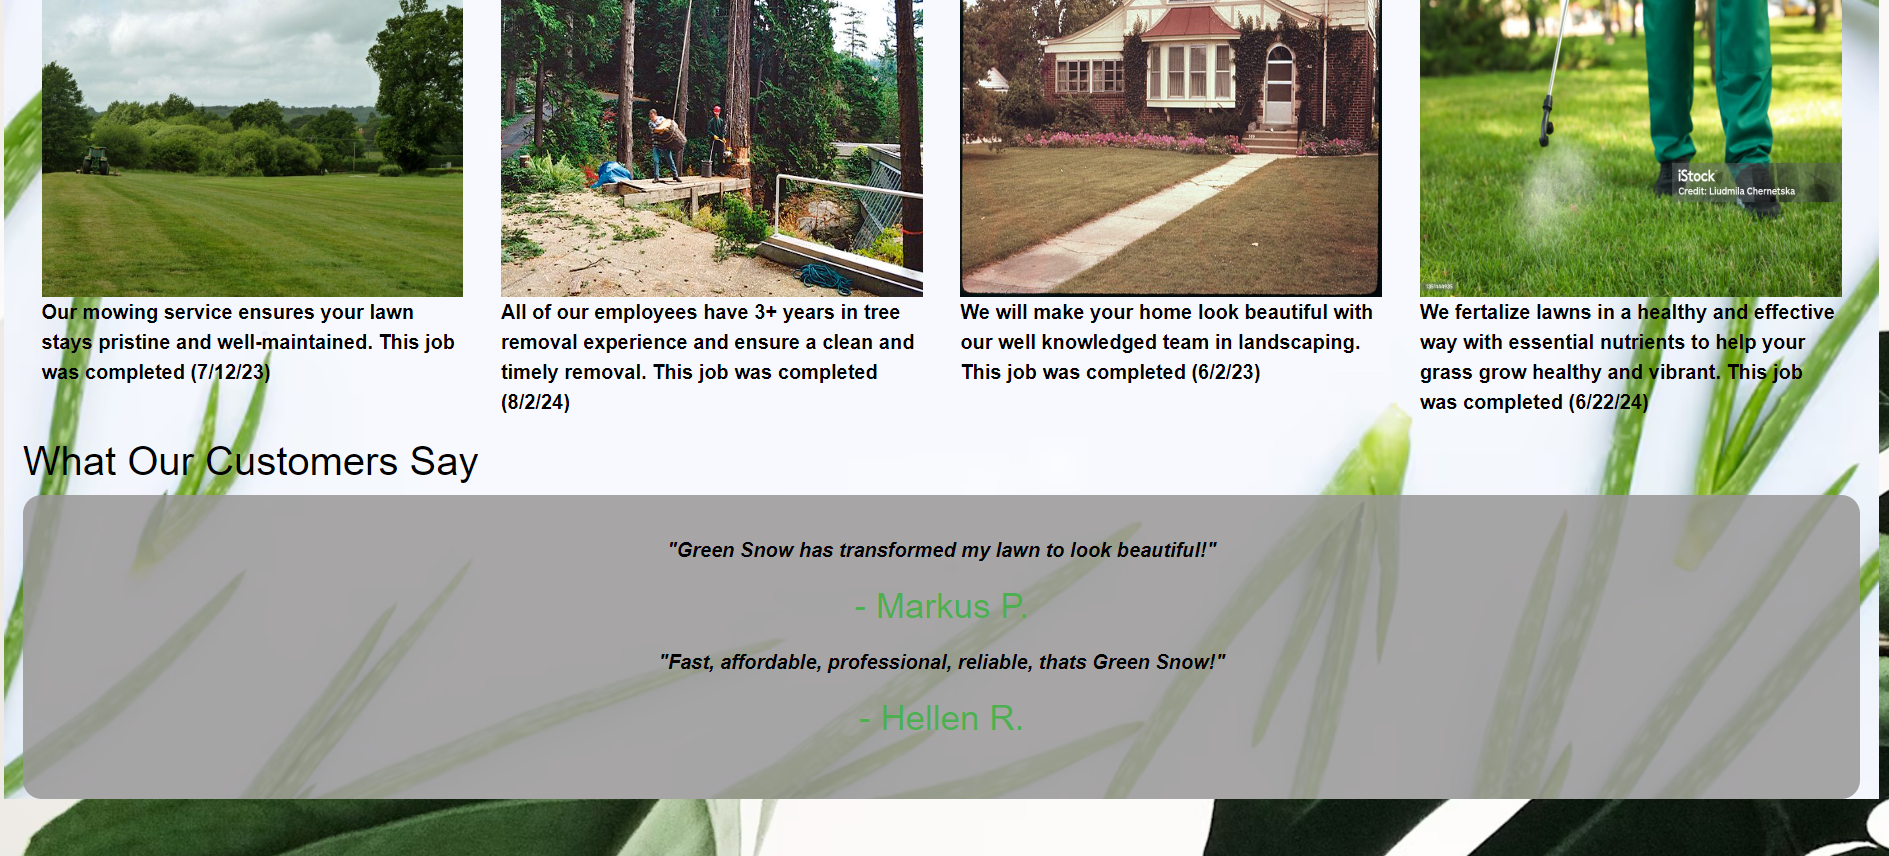 iStock
Credit: Liudmila Chernetska
Our mowing service ensures your lawn
stays pristine and well-maintained. This job
was completed (7/12/23)
All of our employees have 3+ years in tree
removal experience and ensure a clean and
timely removal. This job was completed
(8/2/24)
We will make your home look beautiful with
our well knowledged team in landscaping.
This job was completed (6/2/23)
We fertalize lawns in a healthy and effective
way with essential nutrients to help your
grass grow healthy and vibrant. This job
was completed (6/22/24)
What Our Customers Say
"Green Snow has transformed my lawn to look beautiful!"
- Markus P.
"Fast, affordable, professional, reliable, thats Green Snow!"
- Hellen R.